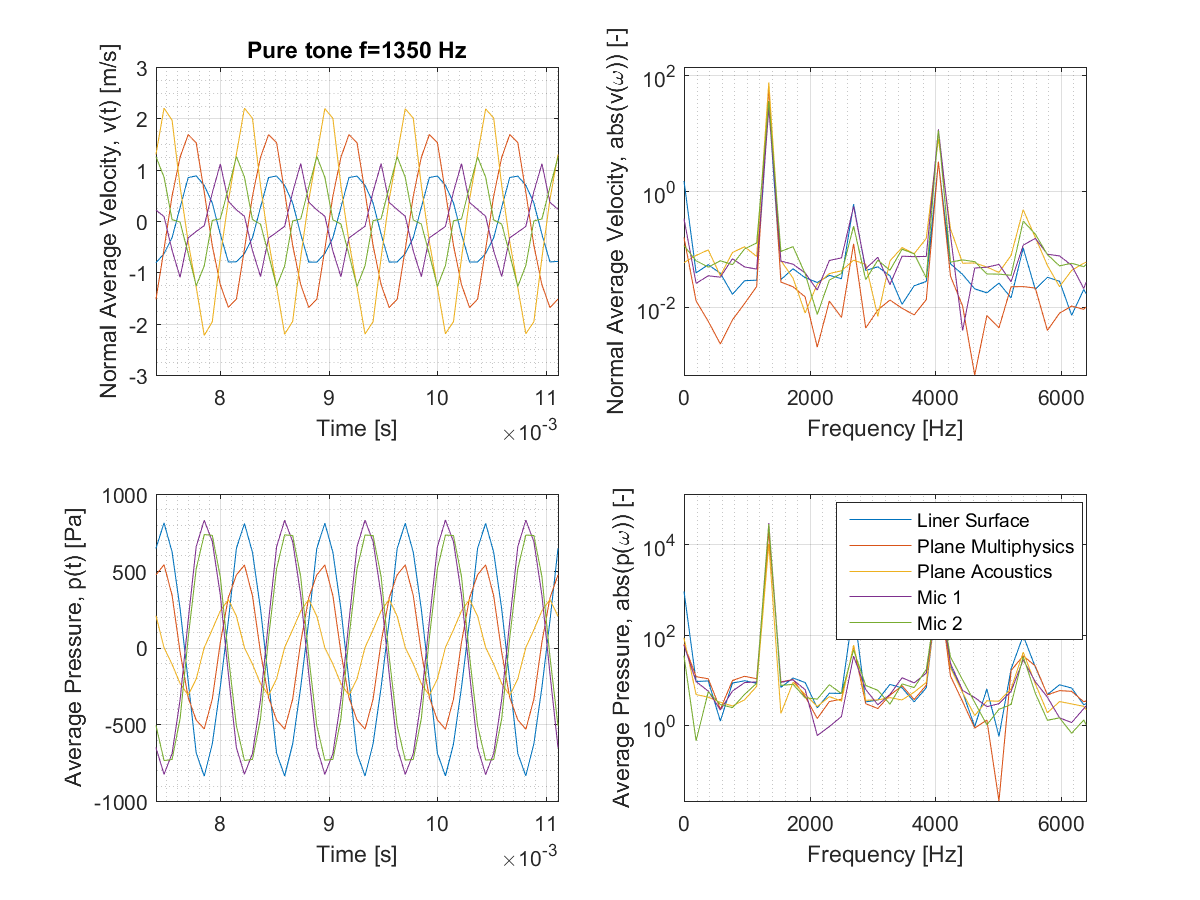 Pure tone f=1350 Hz
Normal Average Velocity, v(t) [m/s]
3
2
1
0
-1
-2
-3
8
9
10
11
Time [s]
×10-3
Normal Average Velocity, abs(v(ω)) [-]
102
100
10-2
0
2000
4000
6000
Frequency [Hz]
Average Pressure, p(t) [Pa]
1000
500
0
-500
-1000
8
9
10
11
Time [s]
×10-3
Average Pressure, abs(p(ω)) [-]
104
102
100
Liner Surface
Plane Multiphysics
Plane Acoustics
Mic 1
Mic 2
0
2000
4000
6000
Frequency [Hz]